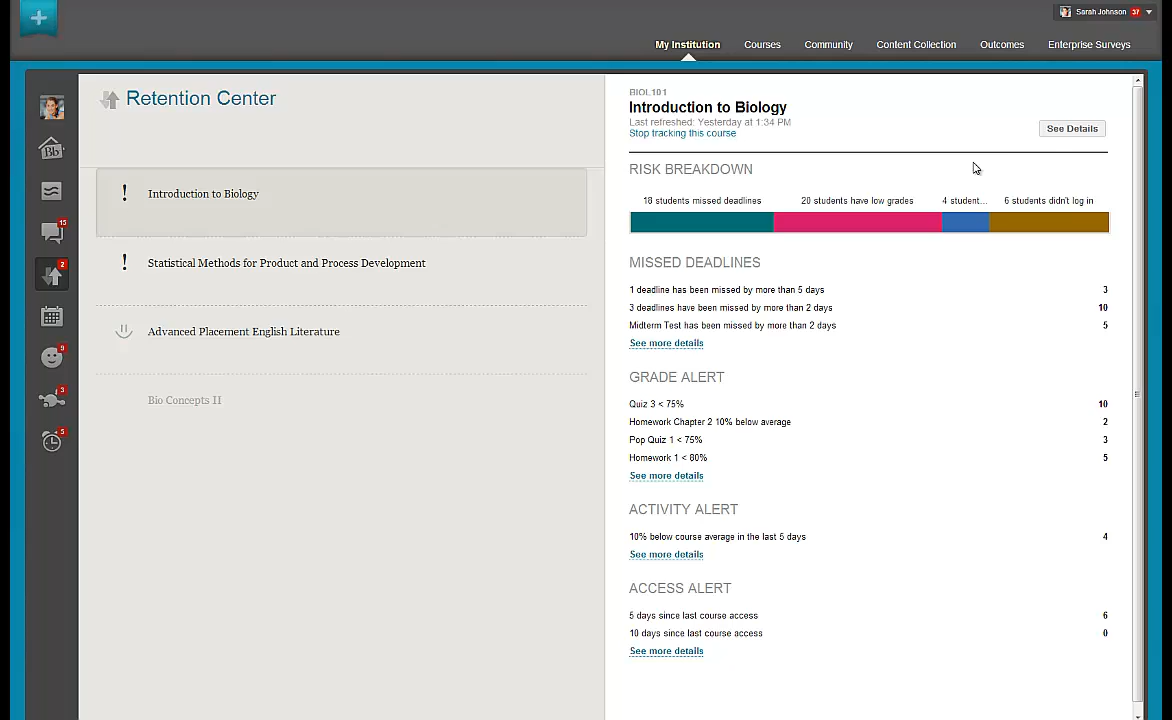 Sarah Johnson 37
My Institution Courses Community Content Collection Outcomes Enterprise Surveys
Bb
15
2
9
3
5
Retention Center
! Introduction to Biology
! Statistical Methods for Product and Process Development
Advanced Placement English Literature
Bio Concepts II
BIOL101
Introduction to Biology
Last refreshed: Yesterday at 1:34 PM
Stop tracking this course
See Details
RISK BREAKDOWN
18 students missed deadlines 20 students have low grades 4 student... 6 students didn't log in
MISSED DEADLINES
1 deadline has been missed by more than 5 days 3
3 deadlines have been missed by more than 2 days 10
Midterm Test has been missed by more than 2 days 5
See more details
GRADE ALERT
Quiz 3 < 75% 10
Homework Chapter 2 10% below average 2
Pop Quiz 1 < 75% 3
Homework 1 < 80% 5
See more details
ACTIVITY ALERT
10% below course average in the last 5 days 4
See more details
ACCESS ALERT
5 days since last course access 6
10 days since last course access 0
See more details